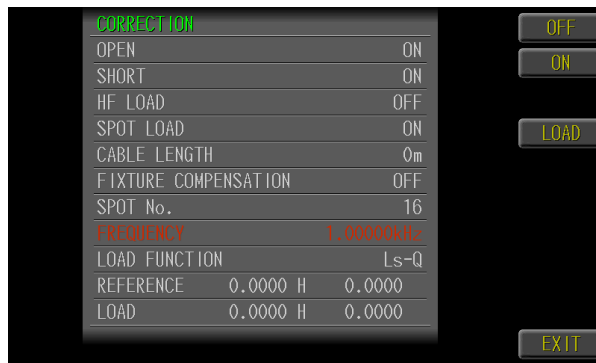 CORRECTION
OPEN ON
SHORT ON
HF LOAD OFF
SPOT LOAD ON
CABLE LENGTH 0m
FIXTURE COMPENSATION OFF
SPOT No. 16
FREQUENCY 1.00000kHz
LOAD FUNCTION Ls-Q
REFERENCE 0.0000 H 0.0000
LOAD 0.0000 H 0.0000
OFF
ON
LOAD
EXIT